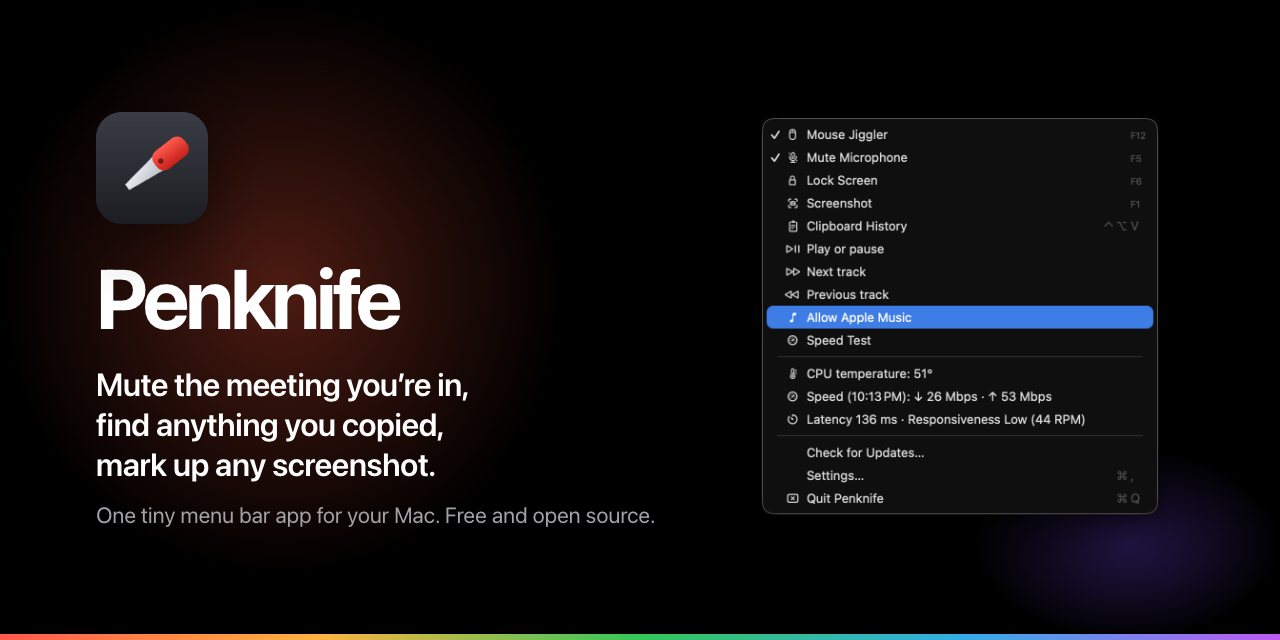 Penknife
Mute the meeting you’re in,
find anything you copied,
mark up any screenshot.
One tiny menu bar app for your Mac. Free and open source.
✓ Mouse Jiggler F12
✓ Mute Microphone F5
Lock Screen F6
Screenshot F1
Clipboard History ^⌥V
Play or pause
Next track
Previous track
Allow Apple Music
Speed Test
CPU temperature: 51°
Speed (10:13 PM): ↓ 26 Mbps · ↑ 53 Mbps
Latency 136 ms · Responsiveness Low (44 RPM)
Check for Updates...
Settings... ⌘,
Quit Penknife ⌘Q